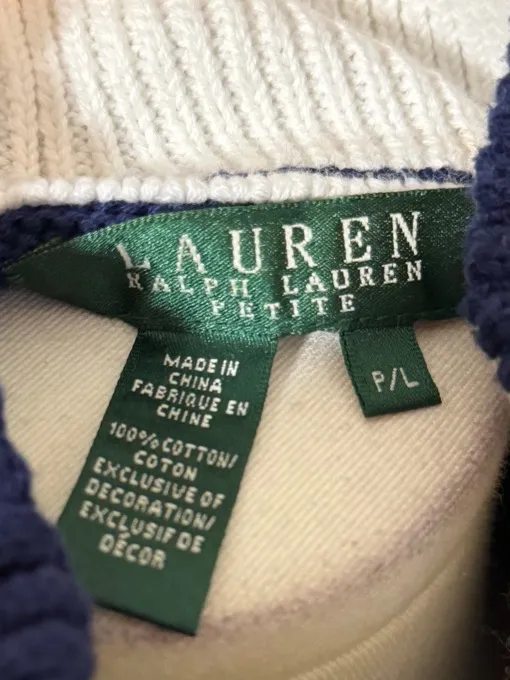 LAUREN
RALPH LAUREN
PETITE
P/L
MADE IN
CHINA
FABRIQUE EN
CHINE
100% COTTON/
COTON
EXCLUSIVE OF
DECORATION/
EXCLUSIF DE
DÉCOR